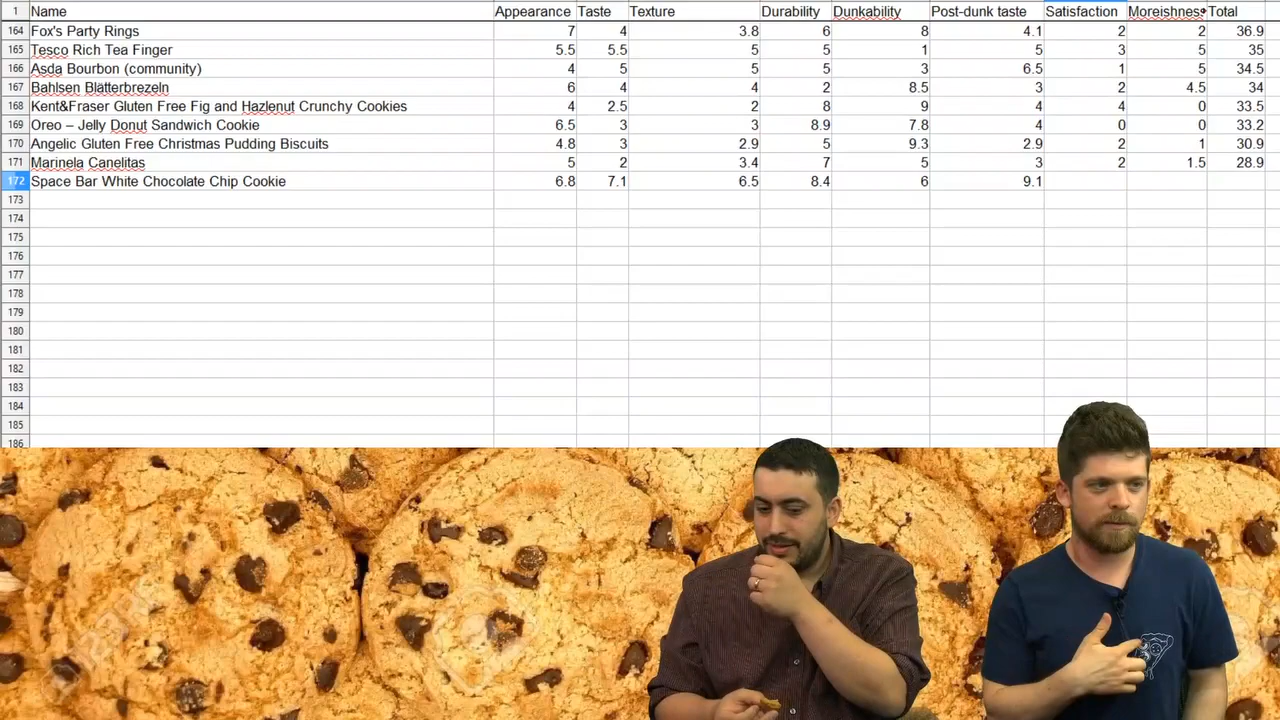 1 Name Appearance Taste Texture Durability Dunkability Post-dunk taste Satisfaction Moreishness Total
164 Fox's Party Rings 7 4 3.8 6 8 4.1 2 2 36.9
165 Tesco Rich Tea Finger 5.5 5.5 5 5 1 5 3 5 35
166 Asda Bourbon (community) 4 5 5 5 3 6.5 1 5 34.5
167 Bahlsen Blätterbrezeln 6 4 4 2 8.5 3 2 4.5 34
168 Kent&Fraser Gluten Free Fig and Hazlenut Crunchy Cookies 4 2.5 2 8 9 4 4 0 33.5
169 Oreo – Jelly Donut Sandwich Cookie 6.5 3 3 8.9 7.8 4 0 0 33.2
170 Angelic Gluten Free Christmas Pudding Biscuits 4.8 3 2.9 5 9.3 2.9 2 1 30.9
171 Marinela Canelitas 5 2 3.4 7 5 3 2 1.5 28.9
172 Space Bar White Chocolate Chip Cookie 6.8 7.1 6.5 8.4 6 9.1
173
174
175
176
177
178
179
180
181
182
183
184
185
186
123RF